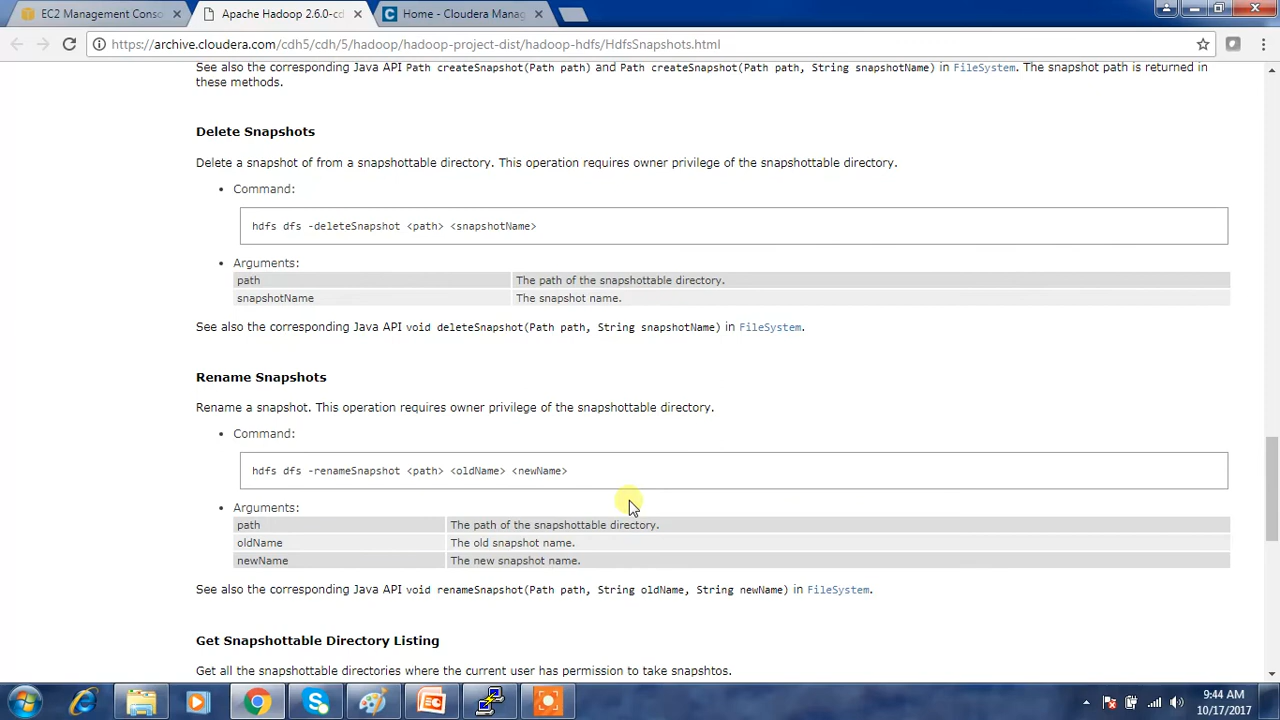 EC2 Management Conso
Apache Hadoop 2.6.0-cd
Home - Cloudera Manag
https://archive.cloudera.com/cdh5/cdh/5/hadoop/hadoop-project-dist/hadoop-hdfs/HdfsSnapshots.html
See also the corresponding Java API Path createSnapshot(Path path) and Path createSnapshot(Path path, String snapshotName) in FileSystem. The snapshot path is returned in
these methods.
Delete Snapshots
Delete a snapshot of from a snapshottable directory. This operation requires owner privilege of the snapshottable directory.
• Command:
hdfs dfs -deleteSnapshot <path> <snapshotName>
• Arguments:
path The path of the snapshottable directory.
snapshotName The snapshot name.
See also the corresponding Java API void deleteSnapshot(Path path, String snapshotName) in FileSystem.
Rename Snapshots
Rename a snapshot. This operation requires owner privilege of the snapshottable directory.
• Command:
hdfs dfs -renameSnapshot <path> <oldName> <newName>
• Arguments:
path The path of the snapshottable directory.
oldName The old snapshot name.
newName The new snapshot name.
See also the corresponding Java API void renameSnapshot(Path path, String oldName, String newName) in FileSystem.
Get Snapshottable Directory Listing
Get all the snapshottable directories where the current user has permission to take snapshtos.
9:44 AM
10/17/2017